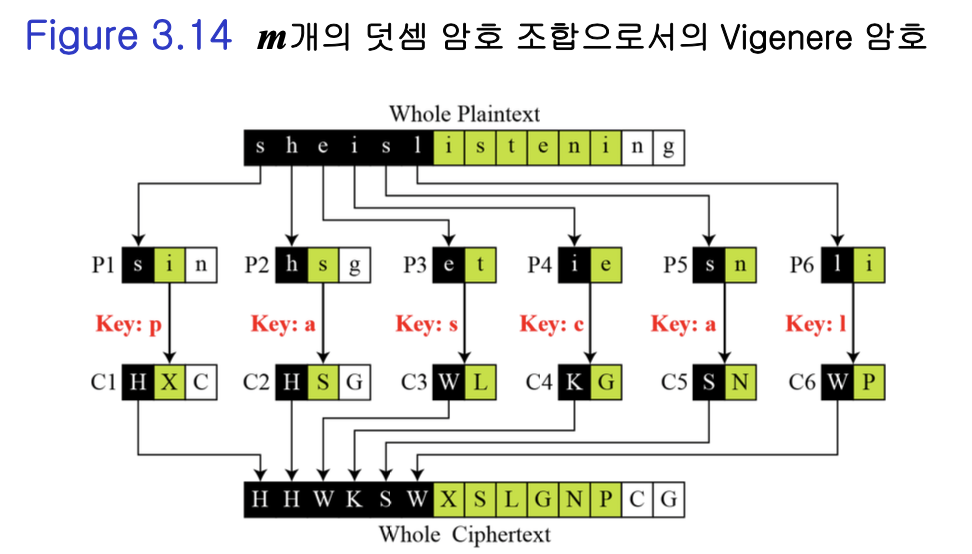 Figure 3.14 m개의 덧셈 암호 조합으로서의 Vigenere 암호
Whole Plaintext
s h e i s l i s t e n i n g
P1 s i n P2 h s g P3 e t P4 i e P5 s n P6 l i
Key: p Key: a Key: s Key: c Key: a Key: l
C1 H X C C2 H S G C3 W L C4 K G C5 S N C6 W P
H H W K S W X S L G N P C G
Whole Ciphertext